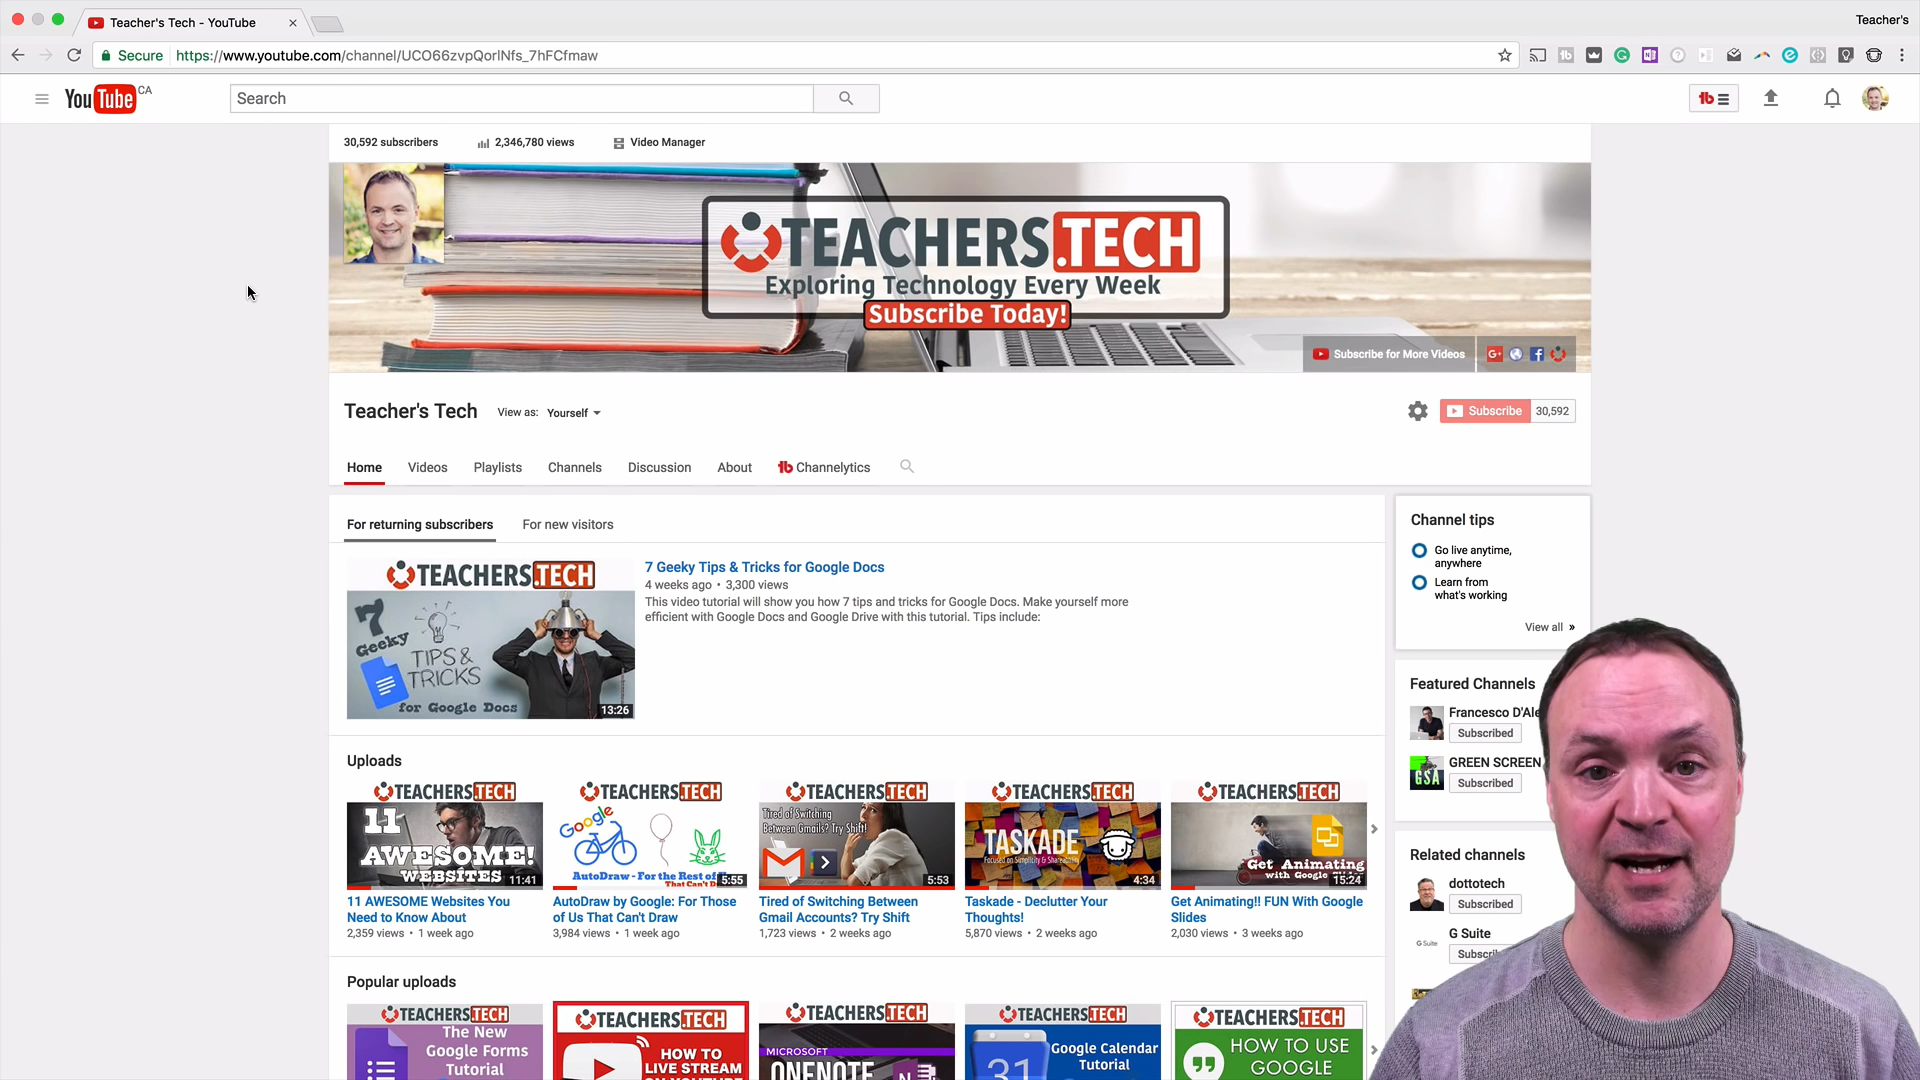 Teacher's Tech - YouTube
Teacher's
Secure https://www.youtube.com/channel/UCO66zvpQorlNfs_7hFCfmaw
YouTube CA
Search
30,592 subscribers
2,346,780 views
Video Manager
TEACHERS.TECH
Exploring Technology Every Week
Subscribe Today!
Subscribe for More Videos
Teacher's Tech
View as: Yourself
Subscribe 30,592
Home
Videos
Playlists
Channels
Discussion
About
Channelytics
For returning subscribers
For new visitors
TEACHERS.TECH
7
Geeky
TIPS &
TRICKS
for Google Docs
13:26
7 Geeky Tips & Tricks for Google Docs
4 weeks ago • 3,300 views
This video tutorial will show you how 7 tips and tricks for Google Docs. Make yourself more
efficient with Google Docs and Google Drive with this tutorial. Tips include:
Channel tips
Go live anytime,
anywhere
Learn from
what's working
View all »
Featured Channels
Francesco D'Ale
Subscribed
GREEN SCREEN
GSA
Subscribed
Uploads
TEACHERS.TECH
11
AWESOME!
WEBSITES
11:41
11 AWESOME Websites You
Need to Know About
2,359 views • 1 week ago
TEACHERS.TECH
Google
AutoDraw - For the Rest of
That Can't D
5:55
AutoDraw by Google: For Those
of Us That Can't Draw
3,984 views • 1 week ago
TEACHERS.TECH
Tired of Switching
Between Gmails? Try Shift!
5:53
Tired of Switching Between
Gmail Accounts? Try Shift
1,723 views • 2 weeks ago
TEACHERS.TECH
TASKADE
Focused on Simplicity & Shareability
4:34
Taskade - Declutter Your
Thoughts!
5,870 views • 2 weeks ago
TEACHERS.TECH
Get Animating
with Google
15:24
Get Animating!! FUN With Google
Slides
2,030 views • 3 weeks ago
Related channels
dottotech
Subscribed
G Suite
G Suite
Subscri
Popular uploads
TEACHERS.TECH
The New
Google Forms
Tutorial
TEACHERS.TECH
HOW TO
LIVE STREAM
TEACHERS.TECH
MICROSOFT
ONENOTE
N
TEACHERS.TECH
31
Google Calendar
Tutorial
TEACHERS.TECH
HOW TO USE
GOOGLE